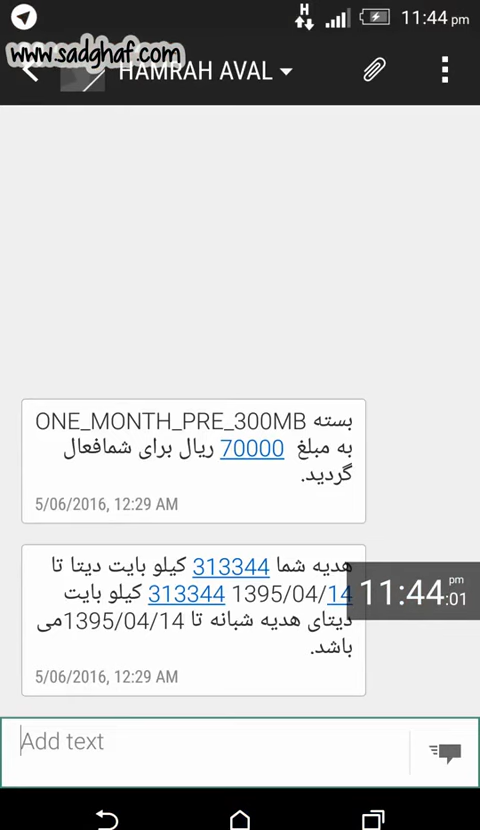 H
11:44 pm
www.sadghaf.com
HAMRAH AVAL
بسته ONE_MONTH_PRE_300MB
به مبلغ 70000 ریال برای شمافعال
گردید.
5/06/2016, 12:29 AM
هدیه شما 313344 کیلو بایت دیتا تا
1395/04/14 313344 کیلو بایت
دیتای هدیه شبانه تا 1395/04/14می
باشد.
5/06/2016, 12:29 AM
11:44 pm :01
Add text